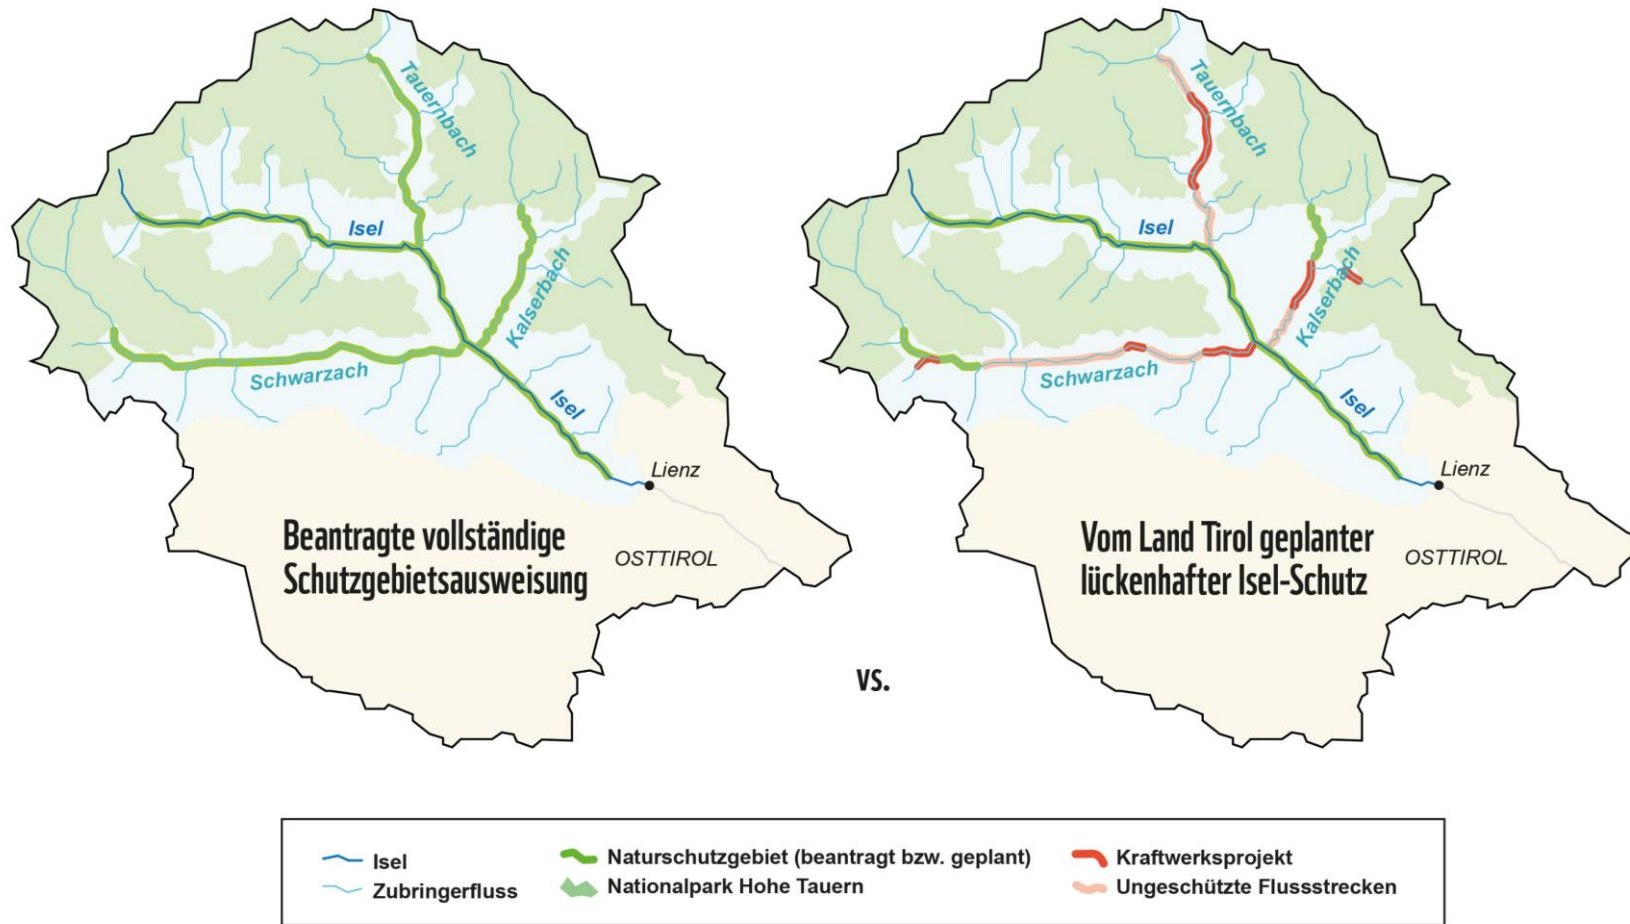 Tauernbach
Isel
Kalserbach
Schwarzach
Isel
Lienz
Beantragte vollständige
Schutzgebietsausweisung
OSTTIROL
vs.
Tauernbach
Isel
Kalserbach
Schwarzach
Isel
Lienz
Vom Land Tirol geplanter
lückenhafter Isel-Schutz
OSTTIROL
Isel
Zubringerfluss
Naturschutzgebiet (beantragt bzw. geplant)
Nationalpark Hohe Tauern
Kraftwerksprojekt
Ungeschützte Flussstrecken